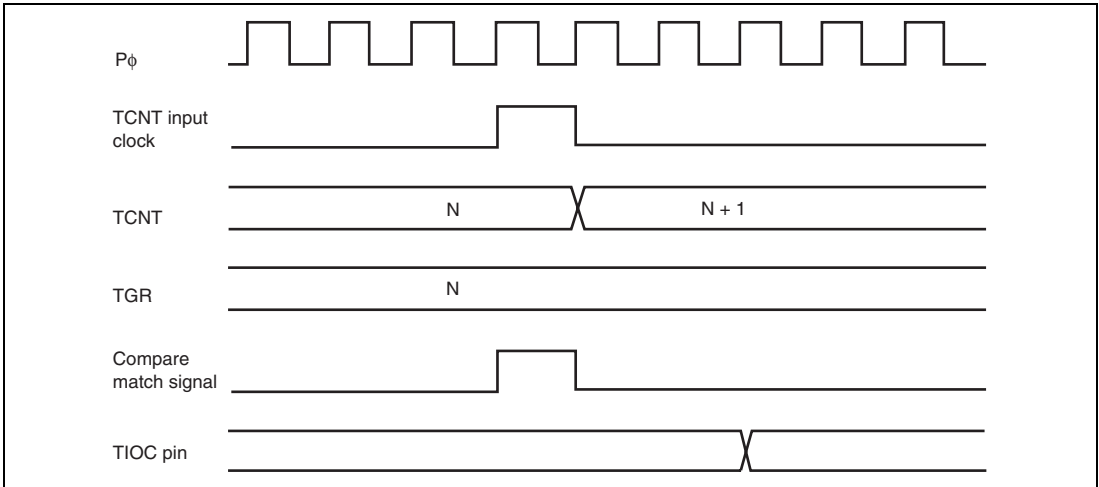 Pϕ
TCNT input
clock
TCNT
N
N + 1
TGR
N
Compare
match signal
TIOC pin